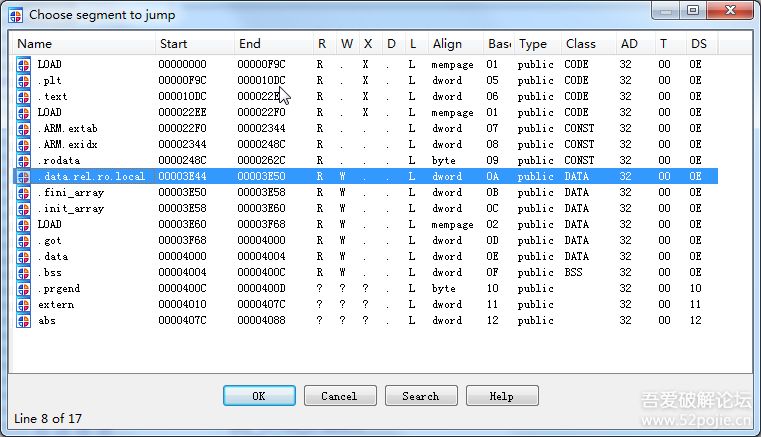 Choose segment to jump
Name Start End R W X D L Align Base Type Class AD T DS
LOAD 00000000 00000F9C R . X . L mempage 01 public CODE 32 00 0E
.plt 00000F9C 000010DC R . X . L dword 05 public CODE 32 00 0E
.text 000010DC 000022EE R . X . L dword 06 public CODE 32 00 0E
LOAD 000022EE 000022F0 R . X . L mempage 01 public CODE 32 00 0E
.ARM.extab 000022F0 00002344 R . . . L dword 07 public CONST 32 00 0E
.ARM.exidx 00002344 0000248C R . . . L dword 08 public CONST 32 00 0E
.rodata 0000248C 0000262C R . . . L byte 09 public CONST 32 00 0E
.data.rel.ro.local 00003E44 00003E50 R W . . L dword 0A public DATA 32 00 0E
.fini_array 00003E50 00003E58 R W . . L dword 0B public DATA 32 00 0E
.init_array 00003E58 00003E60 R W . . L dword 0C public DATA 32 00 0E
LOAD 00003E60 00003F68 R W . . L mempage 02 public DATA 32 00 0E
.got 00003F68 00004000 R W . . L dword 0D public DATA 32 00 0E
.data 00004000 00004004 R W . . L dword 0E public DATA 32 00 0E
.bss 00004004 0000400C R W . . L dword 0F public BSS 32 00 0E
.prgend 0000400C 0000400D ? ? ? . L byte 10 public 32 00 10
extern 00004010 0000407C ? ? ? . L dword 11 public 32 00 11
abs 0000407C 00004088 ? ? ? . L dword 12 public 32 00 12
OK Cancel Search Help
Line 8 of 17
吾爱破解论坛
www.52pojie.cn